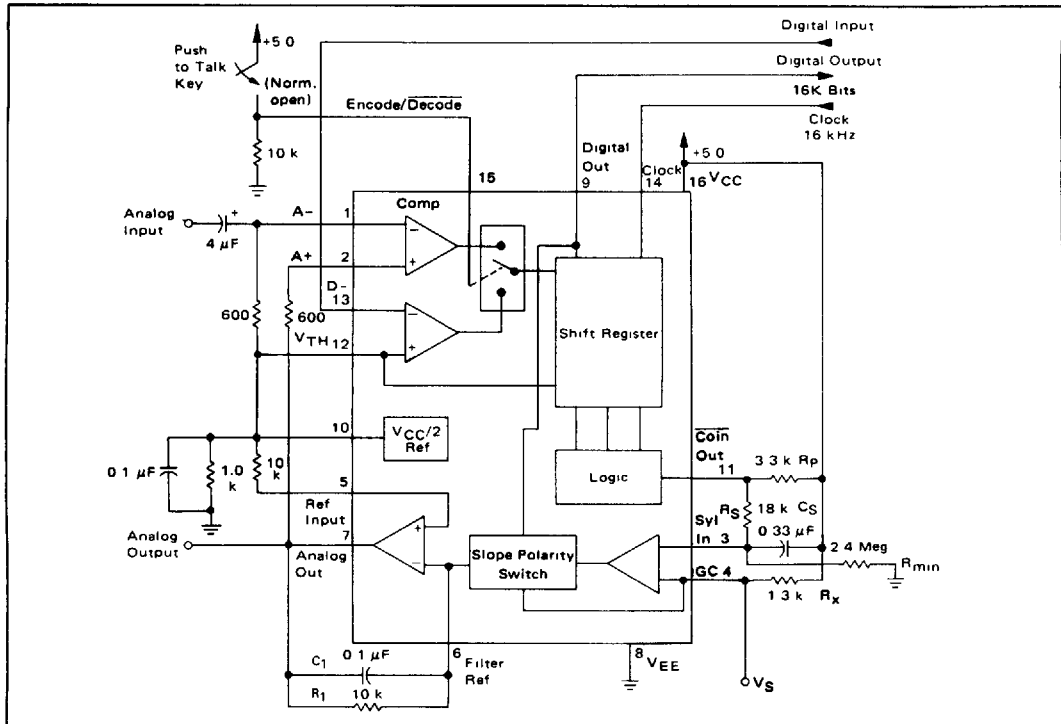 Digital Input
+5 0
Push
to Talk
Key
(Norm.
open)
Digital Output
16K Bits
Encode/Decode
Clock
16 kHz
10 k
Digital
Out
+5 0
15
9
Clock
14
16 VCC
Analog
Input
+
4 µF
A-
1
Comp
−
+
A+
2
D-
13
−
+
600
600
VTH 12
Shift Register
10
VCC/2
Ref
Coin
Out
11
3 3 k Rp
Logic
0 1 µF
1.0
k
10
k
5
Ref
Input
RS
18 k
CS
0 33 µF
Syl
In 3
2 4 Meg
Rmin
Analog
Output
7
Analog
Out
+
−
Slope Polarity
Switch
GC 4
1 3 k
Rx
6
Filter
Ref
8 VEE
C1
0 1 µF
R1
10 k
VS